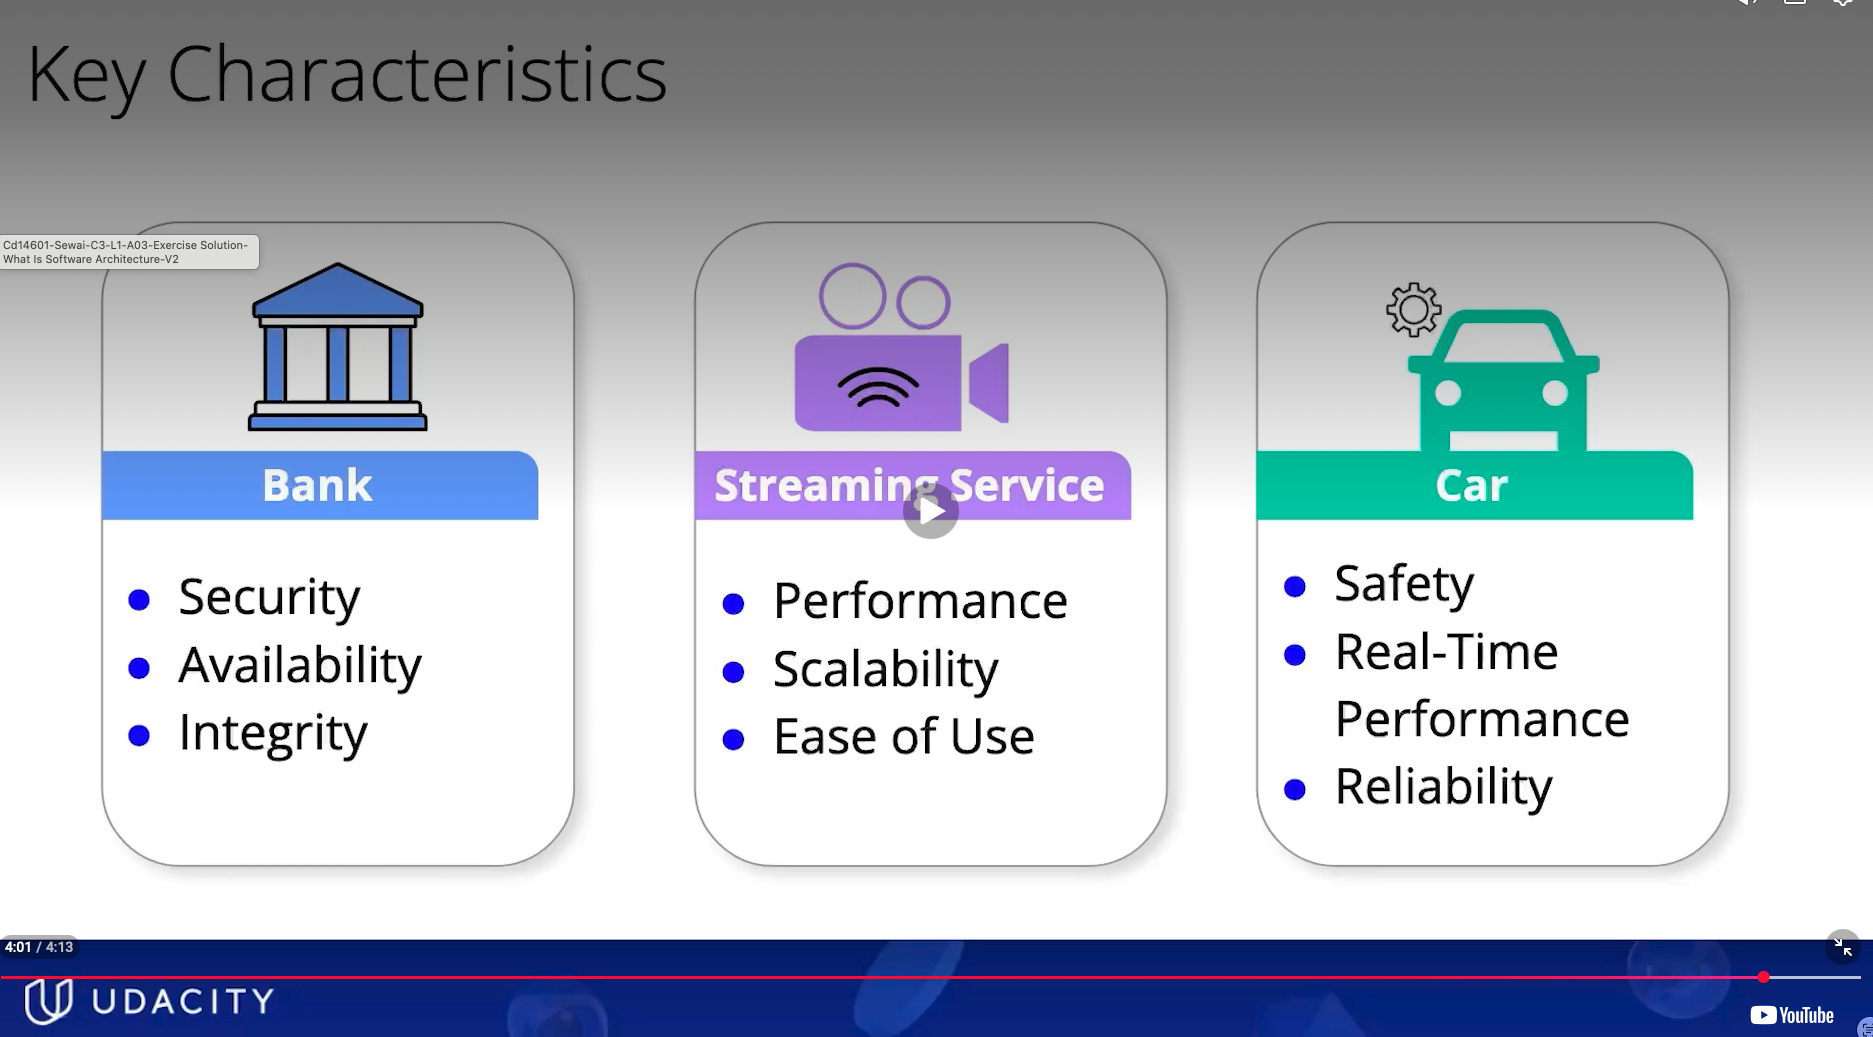 Key Characteristics
Cd14601-Sewai-C3-L1-A03-Exercise Solution-
What Is Software Architecture-V2
Bank
Security
Availability
Integrity
Streaming Service
Performance
Scalability
Ease of Use
Car
Safety
Real-Time
Performance
Reliability
4:01 / 4:13
UDACITY
YouTube